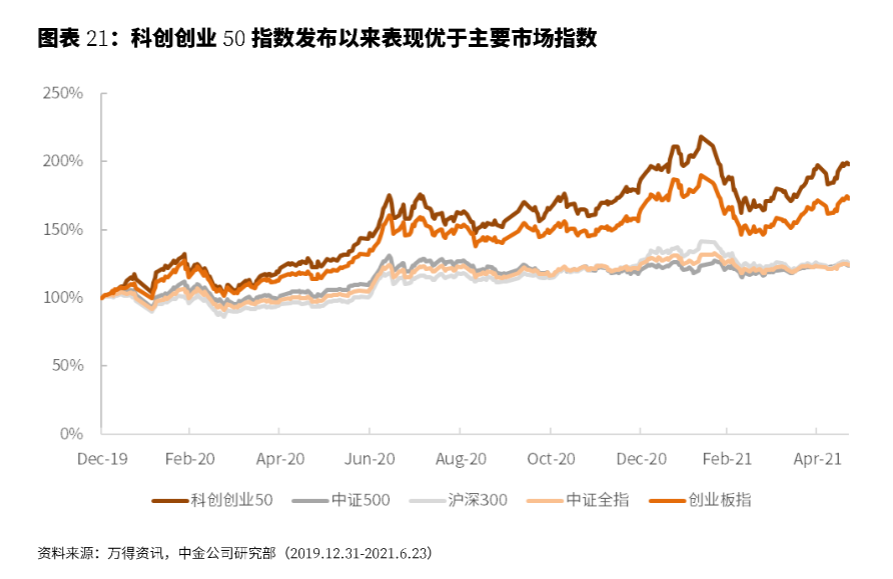 图表 21：科创创业 50 指数发布以来表现优于主要市场指数
250%
200%
150%
100%
50%
0%
Dec-19 Feb-20 Apr-20 Jun-20 Aug-20 Oct-20 Dec-20 Feb-21 Apr-21
科创创业50 中证500 沪深300 中证全指 创业板指
资料来源：万得资讯，中金公司研究部（2019.12.31-2021.6.23）